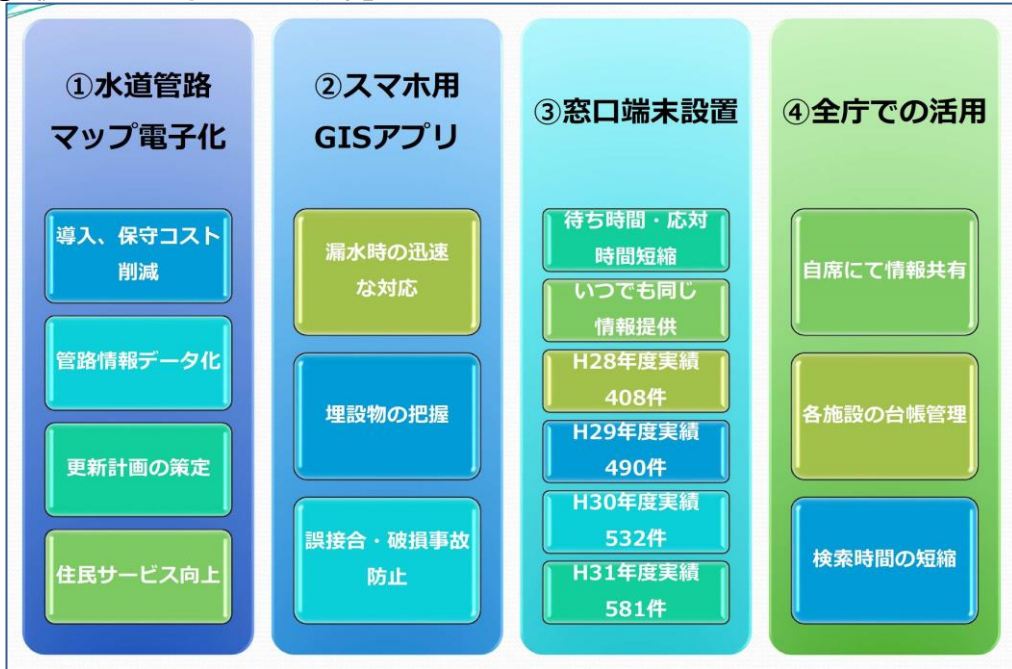 ①水道管路
マップ電子化
導入、保守コスト
削減
管路情報データ化
更新計画の策定
住民サービス向上
②スマホ用
GISアプリ
漏水時の迅速
な対応
埋設物の把握
誤接合・破損事故
防止
③窓口端末設置
待ち時間・応対
時間短縮
いつでも同じ
情報提供
H28年度実績
408件
H29年度実績
490件
H30年度実績
532件
H31年度実績
581件
④全庁での活用
自席にて情報共有
各施設の台帳管理
検索時間の短縮